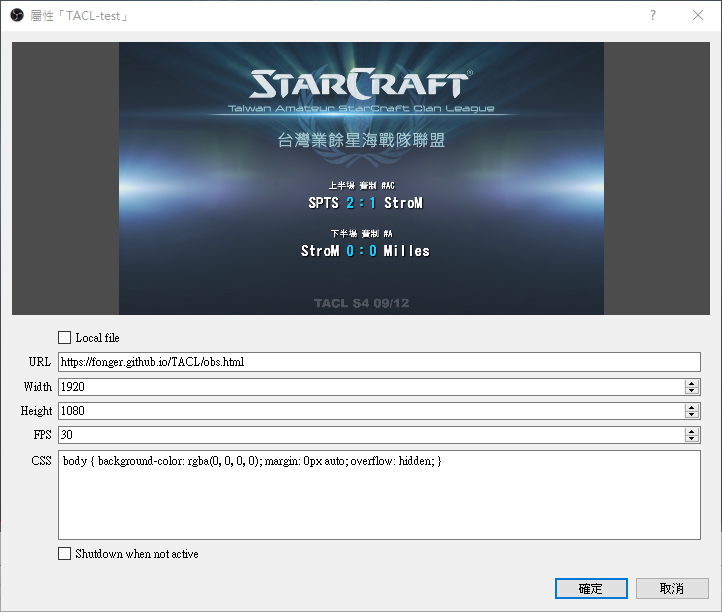 屬性「TACL-test」
?
STARCRAFT®
Taiwan Amateur StarCraft Clan League
台灣業餘星海戰隊聯盟
上半場 賽制 #AC
SPTS 2:1 StroM
下半場 賽制 #A
StroM 0:0 Milles
TACL S4 09/12
Local file
URL https://fonger.github.io/TACL/obs.html
Width 1920
Height 1080
FPS 30
CSS body { background-color: rgba(0, 0, 0, 0); margin: 0px auto; overflow: hidden; }
Shutdown when not active
確定 取消